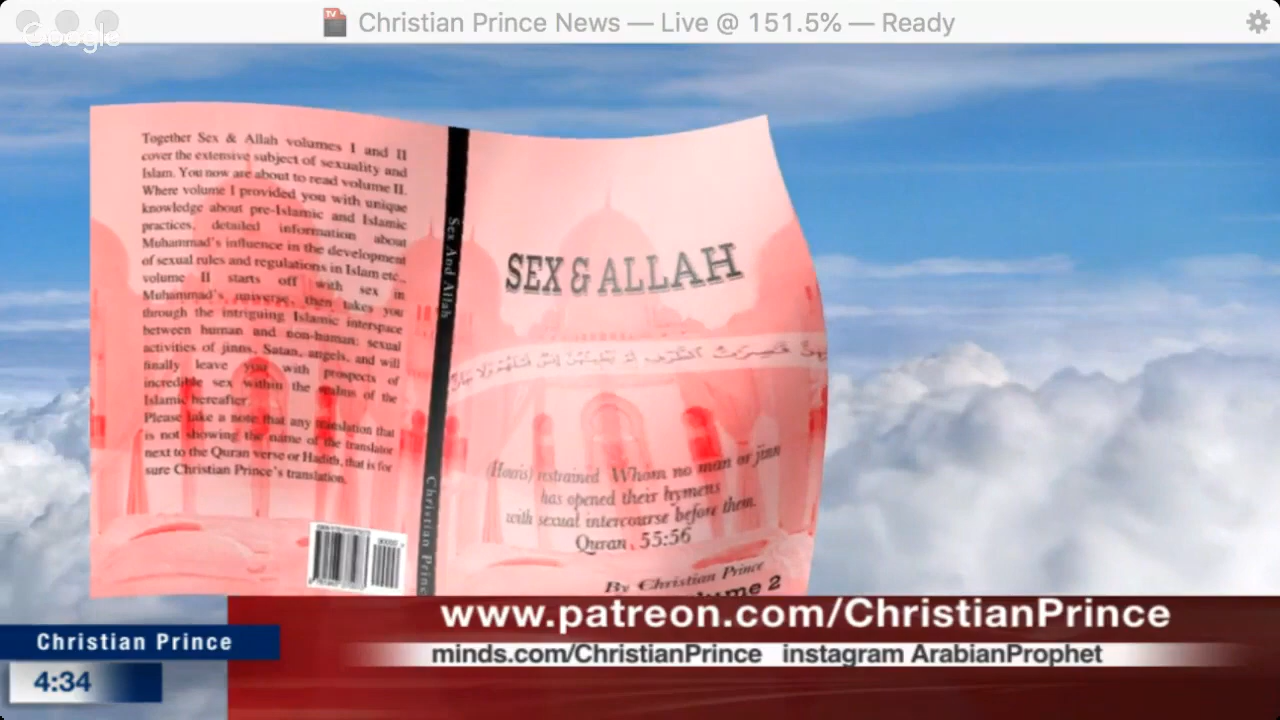 Christian Prince News — Live @ 151.5% — Ready
Google
TV
Together Sex & Allah volumes I and II
cover the extensive subject of sexuality and
Islam. You now are about to read volume II.
Where volume I provided you with unique
knowledge about pre-Islamic and Islamic
practices, detailed information about
Muhammad's influence in the development
of sexual rules and regulations in Islam etc.,
volume II starts off with sex in
Muhammad's universe, then takes you
through the intriguing Islamic interspace
between human and non-human: sexual
activities of jinns, Satan, angels, and will
finally leave you with prospects of
incredible sex within the realms of the
Islamic hereafter.
Please take a note that any translation that
is not showing the name of the translator
next to the Quran verse or Hadith, that is for
sure Christian Prince's translation.
Sex And Allah
Christian Prince
SEX & ALLAH
(Houris) restrained Whom no man or jinn
has opened their hymens
with sexual intercourse before them.
Quran, 55:56
By Christian Prince
me 2
www.patreon.com/ChristianPrince
minds.com/ChristianPrince instagram ArabianProphet
Christian Prince
4:34